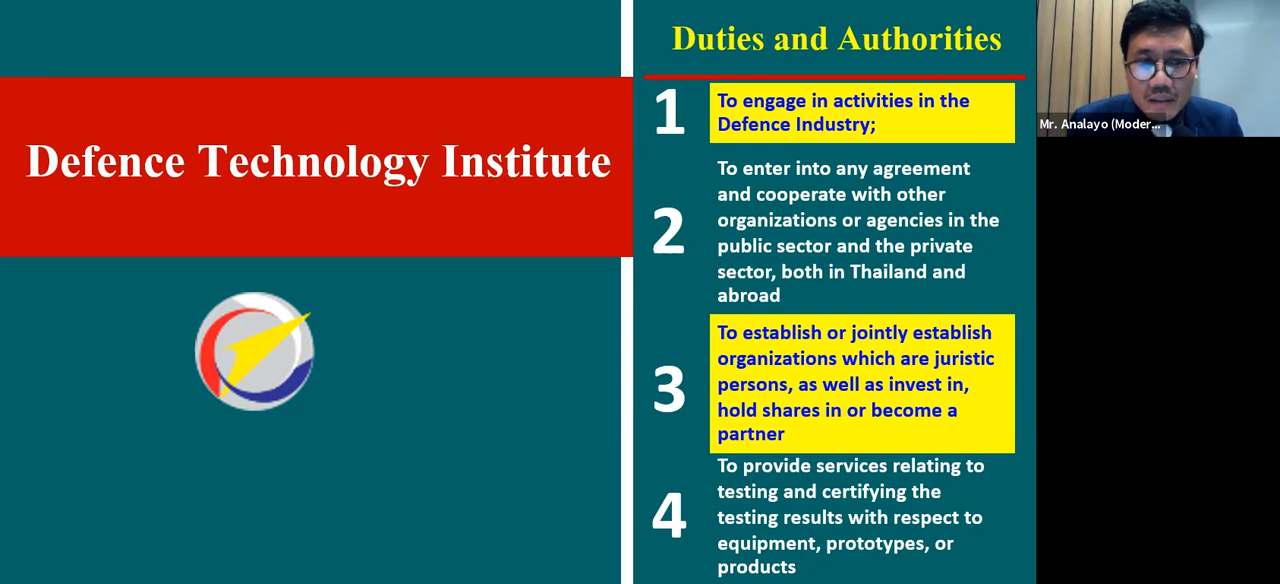 Defence Technology Institute
Duties and Authorities
1
To engage in activities in the
Defence Industry;
2
To enter into any agreement
and cooperate with other
organizations or agencies in the
public sector and the private
sector, both in Thailand and
abroad
3
To establish or jointly establish
organizations which are juristic
persons, as well as invest in,
hold shares in or become a
partner
4
To provide services relating to
testing and certifying the
testing results with respect to
equipment, prototypes, or
products
Mr. Analayo (Moder...